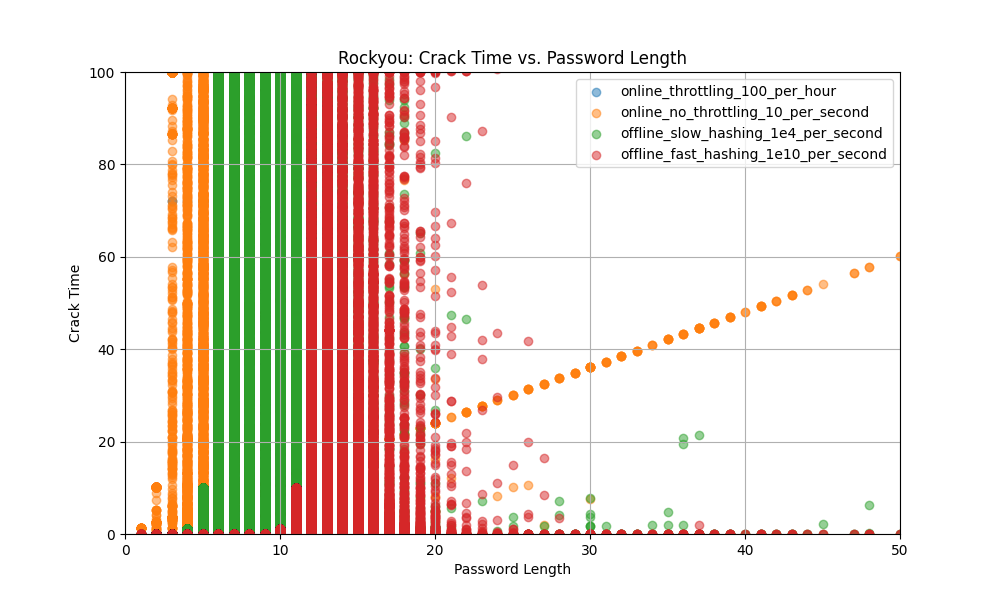 Rockyou: Crack Time vs. Password Length
100
80
60
40
20
0
Crack Time
online_throttling_100_per_hour
online_no_throttling_10_per_second
offline_slow_hashing_1e4_per_second
offline_fast_hashing_1e10_per_second
0 10 20 30 40 50
Password Length